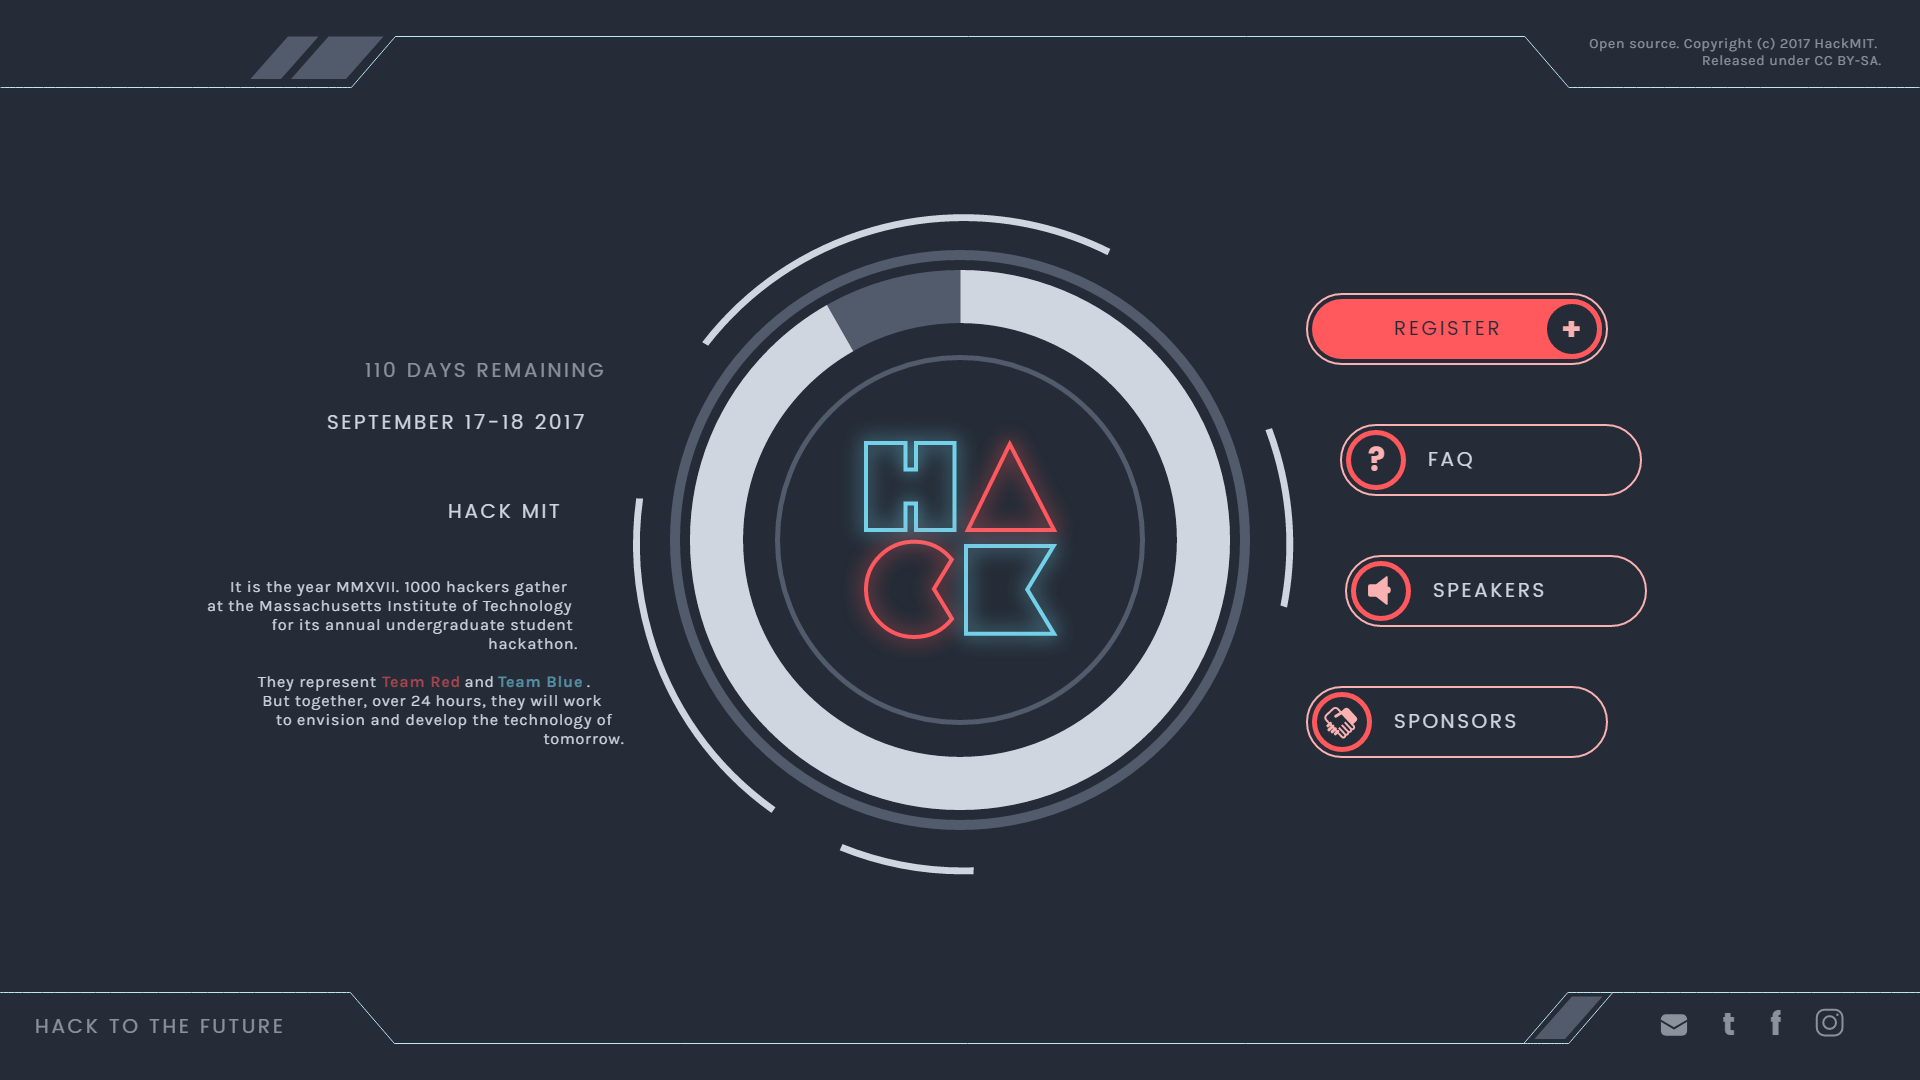 Open source. Copyright (c) 2017 HackMIT.
Released under CC BY-SA.
110 DAYS REMAINING
SEPTEMBER 17-18 2017
HACK MIT
It is the year MMXVII. 1000 hackers gather
at the Massachusetts Institute of Technology
for its annual undergraduate student
hackathon.
They represent Team Red and Team Blue .
But together, over 24 hours, they will work
to envision and develop the technology of
tomorrow.
HA
CK
REGISTER +
? FAQ
SPEAKERS
SPONSORS
HACK TO THE FUTURE
t f